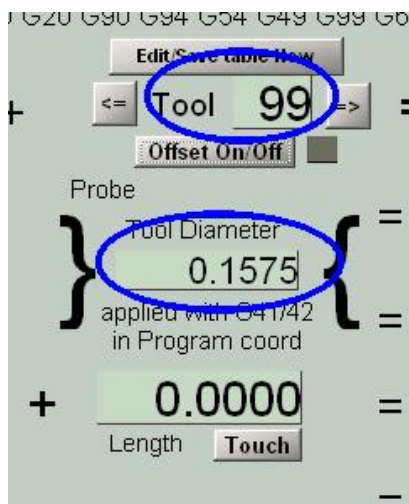 G20 G90 G94 G54 G49 G99 G6
Edit/Save table Now
+ <= Tool 99 => =
Offset On/Off
Probe
} Tool Diameter { =
0.1575
applied with G41/42 =
in Program coord
+ 0.0000 =
Length Touch